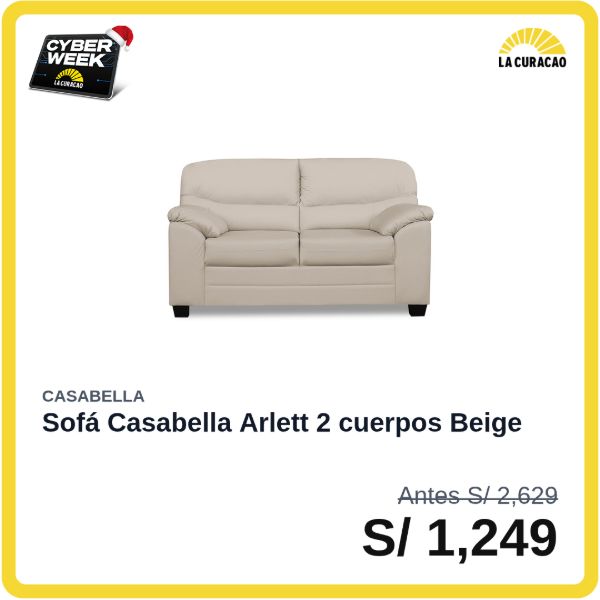 CYBER
WEEK
LA CURACAO
LA CURACAO
CASABELLA
Sofá Casabella Arlett 2 cuerpos Beige
Antes S/ 2,629
S/ 1,249